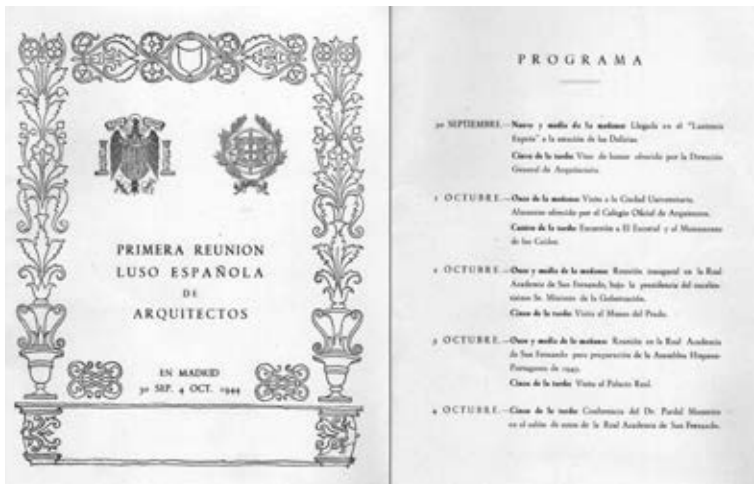 PRIMERA REUNION
LUSO ESPAÑOLA
DE
ARQUITECTOS
EN MADRID
30 SEP. 4 OCT. 1944
PROGRAMA
30 SEPTIEMBRE.—Nueve y media de la mañana: Llegada en el "Lusitania
Expres" a la estación de las Delicias.
Cinco de la tarde: Vino de honor ofrecido por la Dirección
General de Arquitectura.
1 OCTUBRE.—Once de la mañana: Visita a la Ciudad Universitaria.
Almuerzo ofrecido por el Colegio Oficial de Arquitectos.
Cuatro de la tarde: Excursión a El Escorial y al Monumento
de los Caídos.
2 OCTUBRE.—Once y media de la mañana: Reunión inaugural en la Real
Academia de San Fernando, bajo la presidencia del excelen-
tísimo Sr. Ministro de la Gobernación.
Cinco de la tarde: Visita al Museo del Prado.
3 OCTUBRE.—Once y media de la mañana: Reunión en la Real Academia
de San Fernando para preparación de la Asamblea Hispano-
Portuguesa de 1945.
Cinco de la tarde: Visita al Palacio Real.
4 OCTUBRE.—Cinco de la tarde: Conferencia del Dr. Pardal Monteiro
en el salón de actos de la Real Academia de San Fernando.